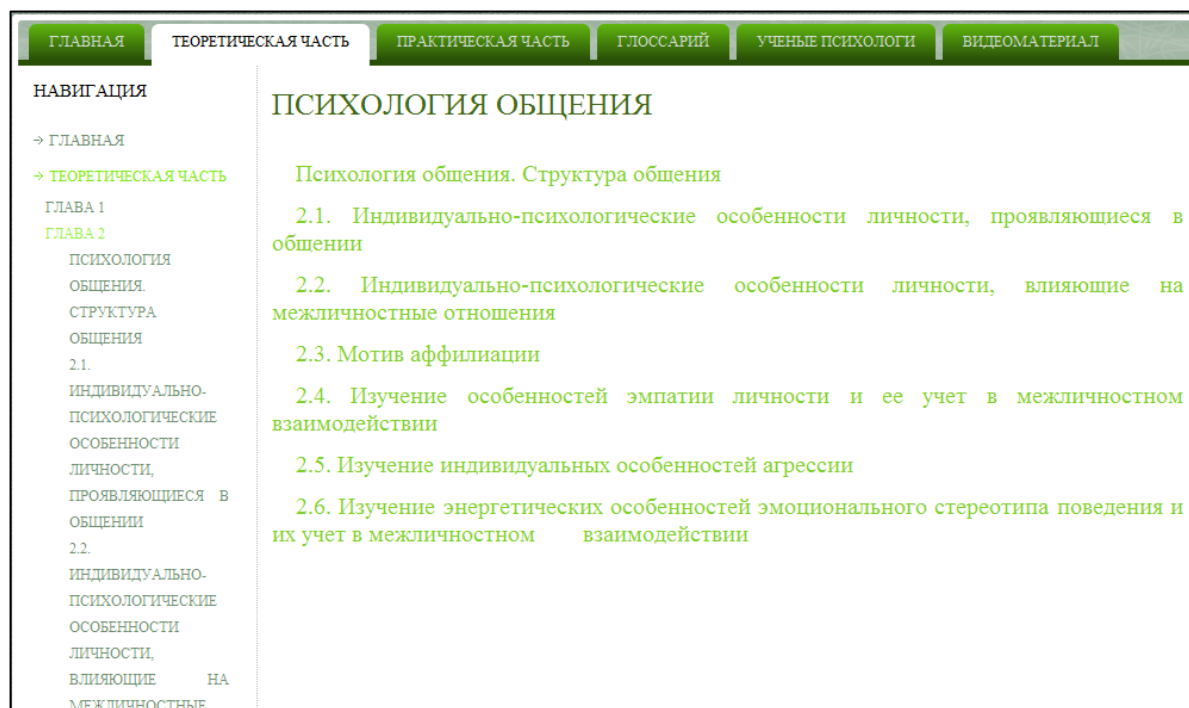 ГЛАВНАЯ ТЕОРЕТИЧЕСКАЯ ЧАСТЬ ПРАКТИЧЕСКАЯ ЧАСТЬ ГЛОССАРИЙ УЧЕНЫЕ ПСИХОЛОГИ ВИДЕОМАТЕРИАЛ
НАВИГАЦИЯ
→ ГЛАВНАЯ
→ ТЕОРЕТИЧЕСКАЯ ЧАСТЬ
ГЛАВА 1
ГЛАВА 2
ПСИХОЛОГИЯ
ОБЩЕНИЯ.
СТРУКТУРА
ОБЩЕНИЯ
2.1.
ИНДИВИДУАЛЬНО-
ПСИХОЛОГИЧЕСКИЕ
ОСОБЕННОСТИ
ЛИЧНОСТИ,
ПРОЯВЛЯЮЩИЕСЯ В
ОБЩЕНИИ
2.2.
ИНДИВИДУАЛЬНО-
ПСИХОЛОГИЧЕСКИЕ
ОСОБЕННОСТИ
ЛИЧНОСТИ,
ВЛИЯЮЩИЕ НА
МЕЖЛИЧНОСТНЫЕ
ПСИХОЛОГИЯ ОБЩЕНИЯ
Психология общения. Структура общения
2.1. Индивидуально-психологические особенности личности, проявляющиеся в
общении
2.2. Индивидуально-психологические особенности личности, влияющие на
межличностные отношения
2.3. Мотив аффилиации
2.4. Изучение особенностей эмпатии личности и ее учет в межличностном
взаимодействии
2.5. Изучение индивидуальных особенностей агрессии
2.6. Изучение энергетических особенностей эмоционального стереотипа поведения и
их учет в межличностном взаимодействии